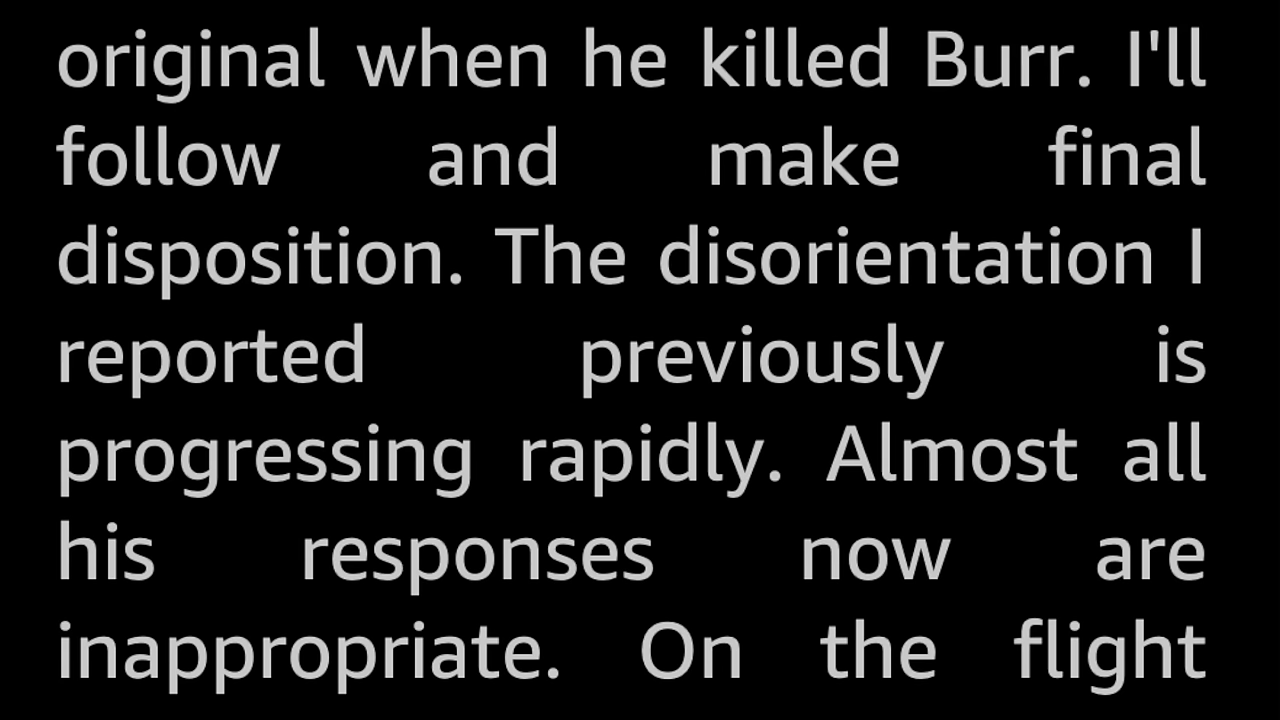 original when he killed Burr. I'll
follow and make final
disposition. The disorientation I
reported previously is
progressing rapidly. Almost all
his responses now are
inappropriate. On the flight